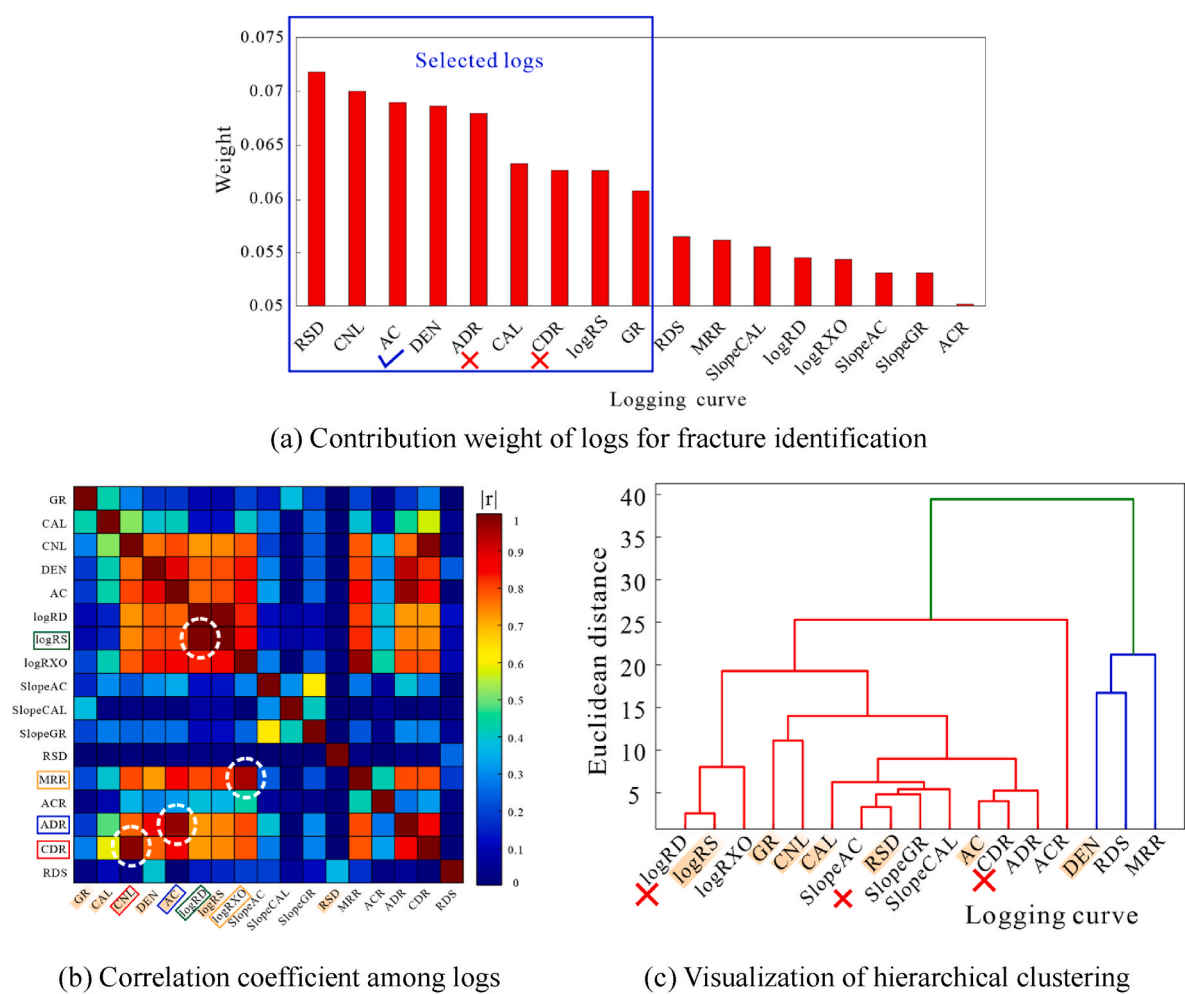 0.075
Selected logs
0.07
0.065
0.06
0.055
0.05
Weight
RSD CNL AC DEN ADR CAL CDR logRS GR RDS MRR SlopeCAL logRD logRXO SlopeAC SlopeGR ACR
Logging curve
(a) Contribution weight of logs for fracture identification
GR
CAL
CNL
DEN
AC
logRD
logRS
logRXO
SlopeAC
SlopeCAL
SlopeGR
RSD
MRR
ACR
ADR
CDR
RDS
GR CAL CNL DEN AC logRD logRS logRXO SlopeAC SlopeCAL SlopeGR RSD MRR ACR ADR CDR RDS
|r|
1
0.9
0.8
0.7
0.6
0.5
0.4
0.3
0.2
0.1
0
(b) Correlation coefficient among logs
40
35
30
25
20
15
10
5
Euclidean distance
logRD logRS logRXO GR CNL CAL SlopeAC RSD SlopeGR SlopeCAL AC CDR ADR ACR DEN RDS MRR
Logging curve
(c) Visualization of hierarchical clustering